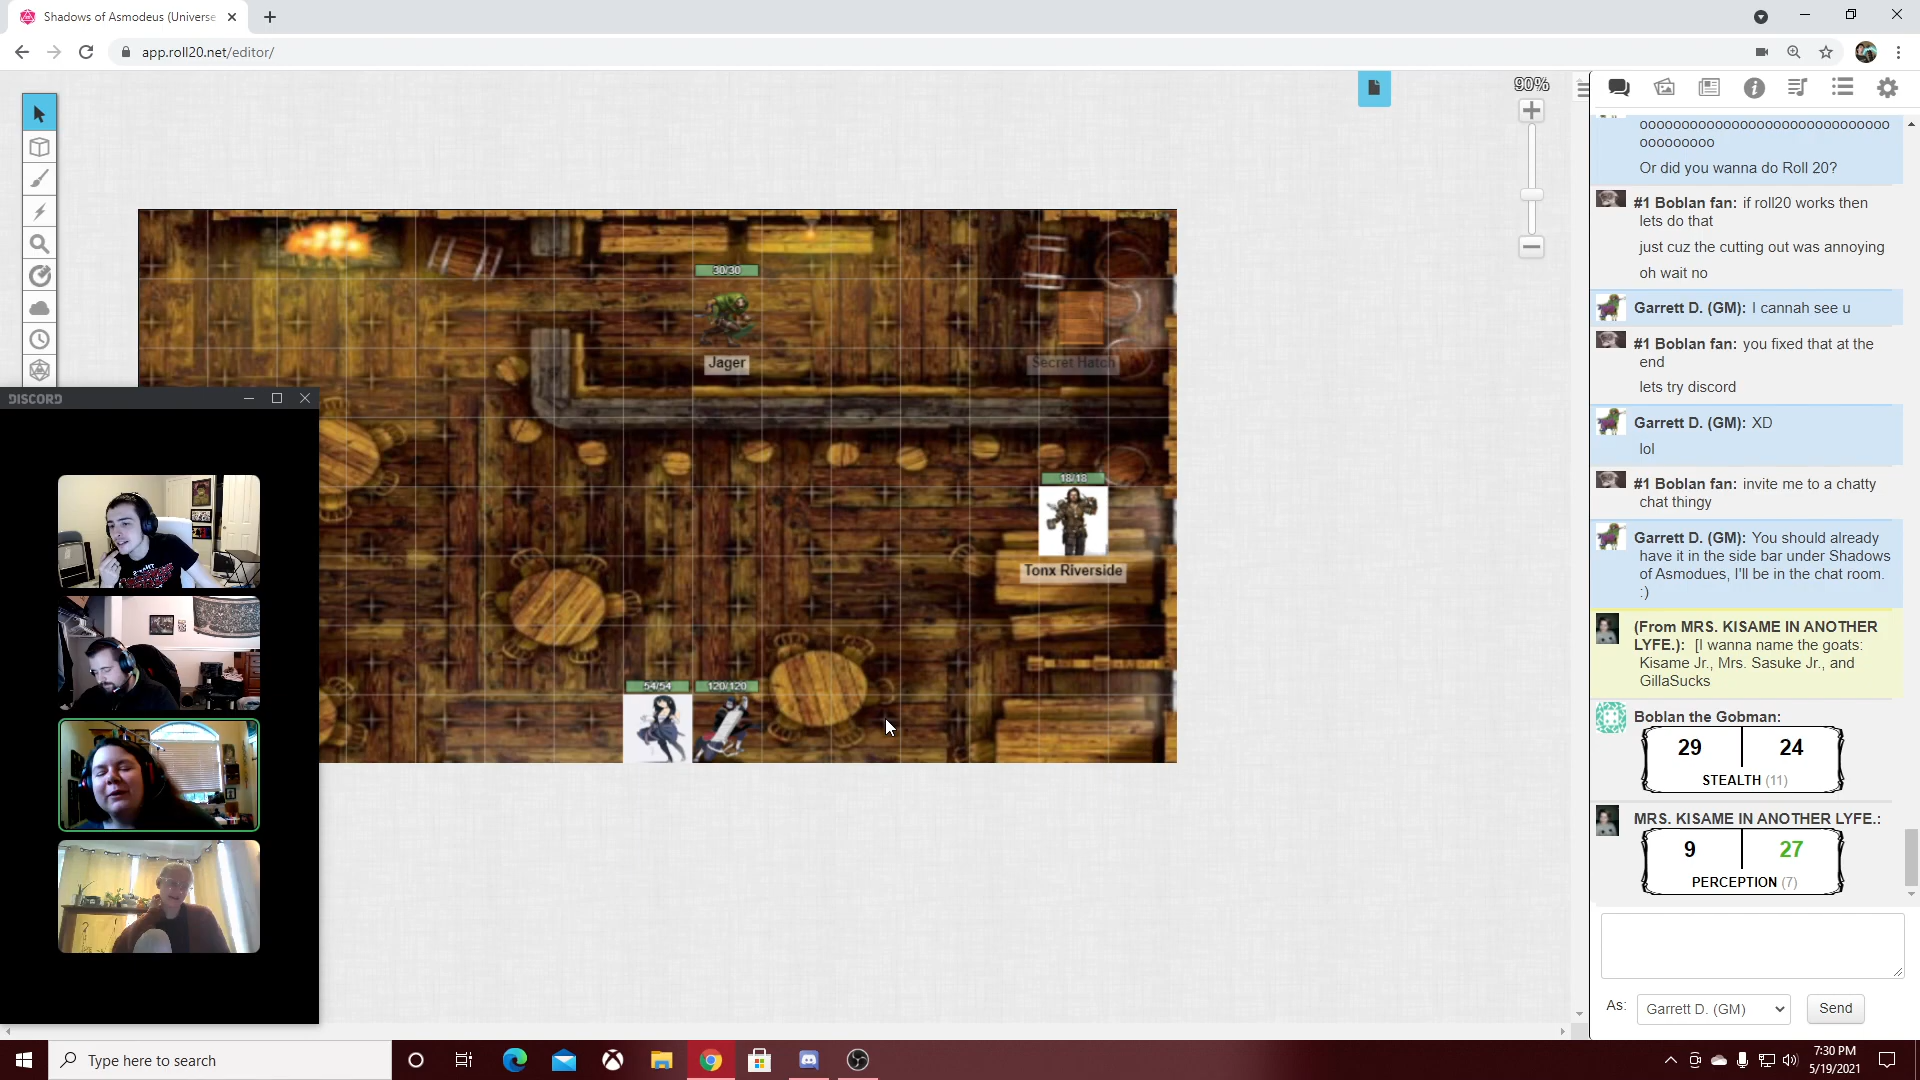 Shadows of Asmodeus (Universe
app.roll20.net/editor/
90%
30/30
Jager
Secret Hatch
18/18
Tonx Riverside
54/54
120/120
DISCORD
oooooooooooooooooooooooooooooo
ooooooooo
Or did you wanna do Roll 20?
#1 Boblan fan: if roll20 works then
lets do that
just cuz the cutting out was annoying
oh wait no
Garrett D. (GM): I cannah see u
#1 Boblan fan: you fixed that at the
end
lets try discord
Garrett D. (GM): XD
lol
#1 Boblan fan: invite me to a chatty
chat thingy
Garrett D. (GM): You should already
have it in the side bar under Shadows
of Asmodues, I'll be in the chat room.
:)
(From MRS. KISAME IN ANOTHER
LYFE.): [I wanna name the goats:
Kisame Jr., Mrs. Sasuke Jr., and
GillaSucks
Boblan the Gobman:
29 24
STEALTH (11)
MRS. KISAME IN ANOTHER LYFE.:
9 27
PERCEPTION (7)
As: Garrett D. (GM) Send
Type here to search
7:30 PM
5/19/2021